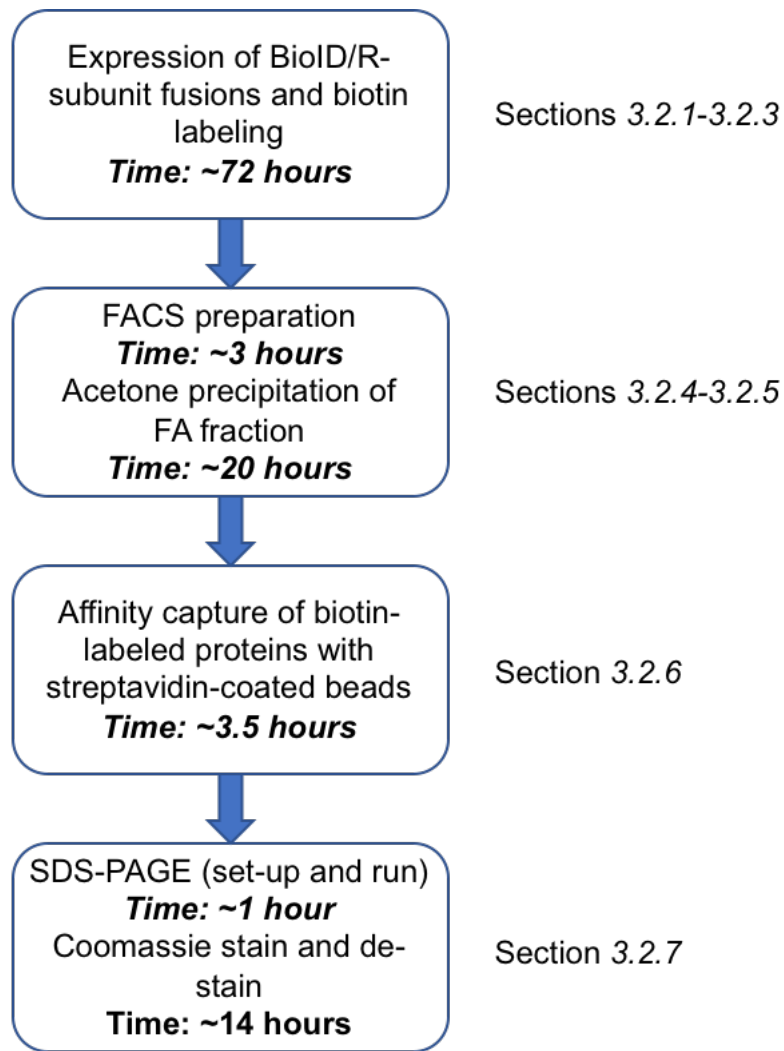 Expression of BioID/R-
subunit fusions and biotin
labeling
Time: ~72 hours
Sections 3.2.1-3.2.3
FACS preparation
Time: ~3 hours
Acetone precipitation of
FA fraction
Time: ~20 hours
Sections 3.2.4-3.2.5
Affinity capture of biotin-
labeled proteins with
streptavidin-coated beads
Time: ~3.5 hours
Section 3.2.6
SDS-PAGE (set-up and run)
Time: ~1 hour
Coomassie stain and de-
stain
Time: ~14 hours
Section 3.2.7